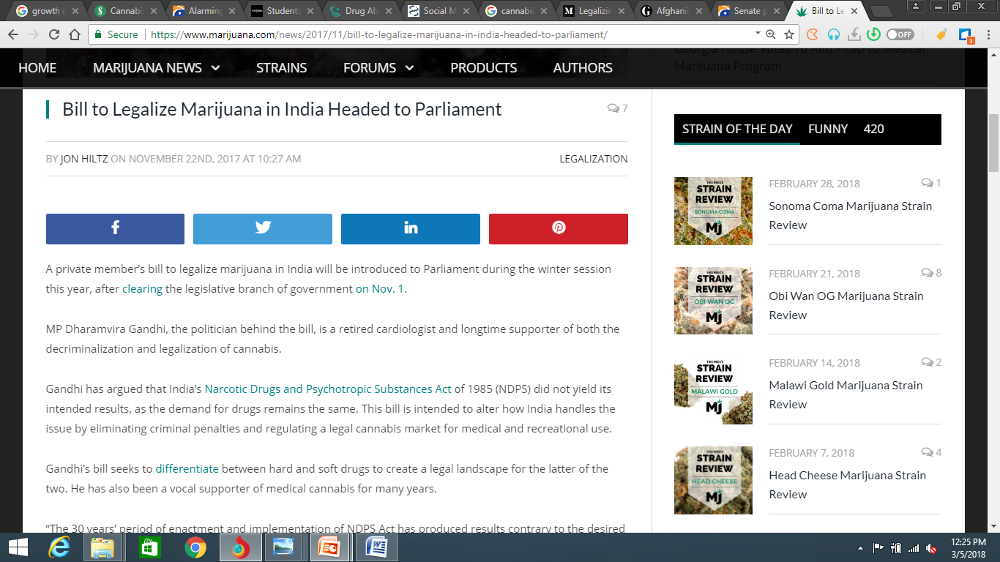 growth o
Cannabi
Alarming
Students
Drug Ab
Social M
cannabis
Legalizin
Afghanis
Senate p
Bill to Le
Secure
https://www.marijuana.com/news/2017/11/bill-to-legalize-marijuana-in-india-headed-to-parliament/
OFF
3
HOME
MARIJUANA NEWS
STRAINS
FORUMS
PRODUCTS
AUTHORS
Georgia House Votes To Add PTSD to Medical
Marijuana Program
Bill to Legalize Marijuana in India Headed to Parliament
7
BY JON HILTZ ON NOVEMBER 22ND, 2017 AT 10:27 AM
LEGALIZATION
A private member's bill to legalize marijuana in India will be introduced to Parliament during the winter session
this year, after clearing the legislative branch of government on Nov. 1.
MP Dharamvira Gandhi, the politician behind the bill, is a retired cardiologist and longtime supporter of both the
decriminalization and legalization of cannabis.
Gandhi has argued that India's Narcotic Drugs and Psychotropic Substances Act of 1985 (NDPS) did not yield its
intended results, as the demand for drugs remains the same. This bill is intended to alter how India handles the
issue by eliminating criminal penalties and regulating a legal cannabis market for medical and recreational use.
Gandhi's bill seeks to differentiate between hard and soft drugs to create a legal landscape for the latter of the
two. He has also been a vocal supporter of medical cannabis for many years.
“The 30 years' period of enactment and implementation of NDPS Act has produced results contrary to the desired
STRAIN OF THE DAY
FUNNY
420
THIS WEEK'S
STRAIN
REVIEW
SONOMA COMA
MJ
FEBRUARY 28, 2018
1
Sonoma Coma Marijuana Strain
Review
THIS WEEK'S
STRAIN
REVIEW
OBI WAN OG
MJ
FEBRUARY 21, 2018
8
Obi Wan OG Marijuana Strain
Review
THIS WEEK'S
STRAIN
REVIEW
MALAWI GOLD
MJ
FEBRUARY 14, 2018
2
Malawi Gold Marijuana Strain
Review
STRAIN
REVIEW
HEAD CHEESE
MJ
FEBRUARY 7, 2018
4
Head Cheese Marijuana Strain
Review
12:25 PM
3/5/2018